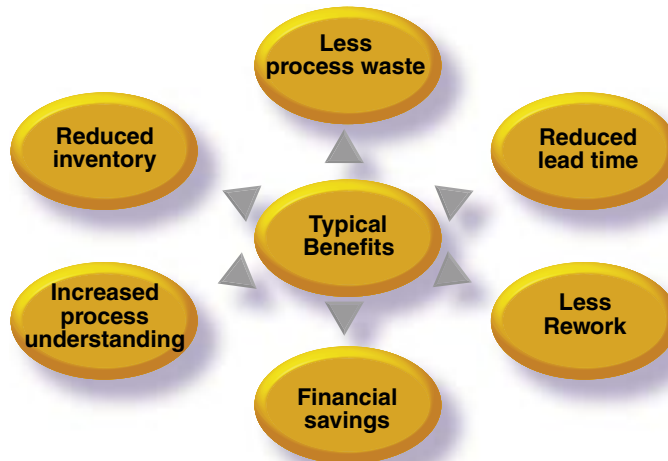 Less
process waste
Reduced
inventory
Reduced
lead time
Typical
Benefits
Increased
process
understanding
Less
Rework
Financial
savings